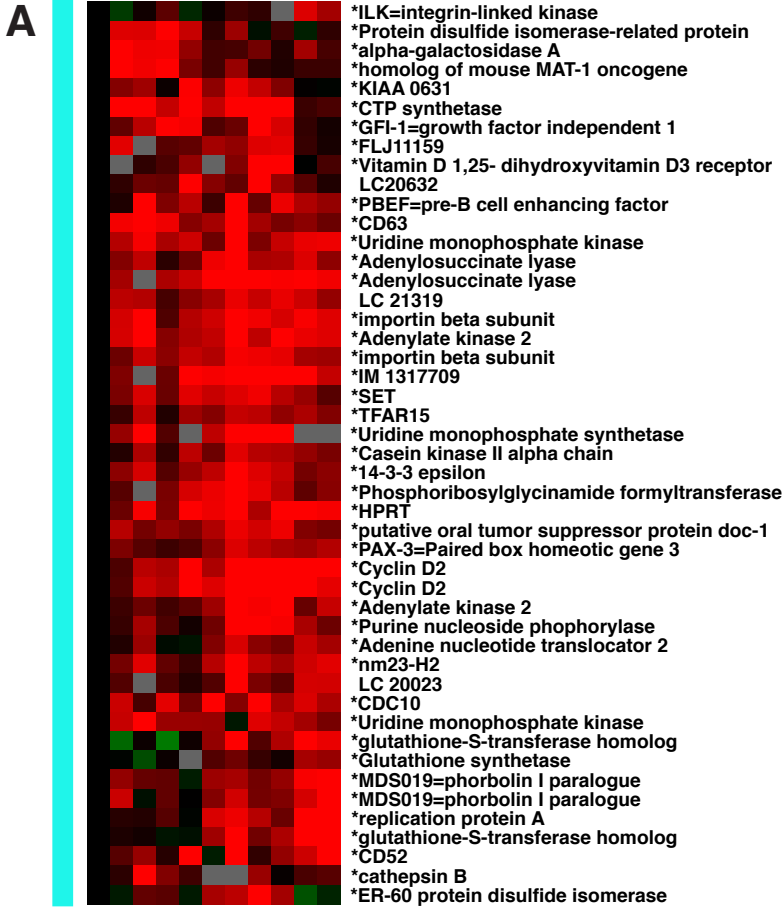 A
*ILK=integrin-linked kinase
*Protein disulfide isomerase-related protein
*alpha-galactosidase A
*homolog of mouse MAT-1 oncogene
*KIAA 0631
*CTP synthetase
*GFI-1=growth factor independent 1
*FLJ11159
*Vitamin D 1,25- dihydroxyvitamin D3 receptor
LC20632
*PBEF=pre-B cell enhancing factor
*CD63
*Uridine monophosphate kinase
*Adenylosuccinate lyase
*Adenylosuccinate lyase
LC 21319
*importin beta subunit
*Adenylate kinase 2
*importin beta subunit
*IM 1317709
*SET
*TFAR15
*Uridine monophosphate synthetase
*Casein kinase II alpha chain
*14-3-3 epsilon
*Phosphoribosylglycinamide formyltransferase
*HPRT
*putative oral tumor suppressor protein doc-1
*PAX-3=Paired box homeotic gene 3
*Cyclin D2
*Cyclin D2
*Adenylate kinase 2
*Purine nucleoside phophorylase
*Adenine nucleotide translocator 2
*nm23-H2
LC 20023
*CDC10
*Uridine monophosphate kinase
*glutathione-S-transferase homolog
*Glutathione synthetase
*MDS019=phorbolin I paralogue
*MDS019=phorbolin I paralogue
*replication protein A
*glutathione-S-transferase homolog
*CD52
*cathepsin B
*ER-60 protein disulfide isomerase